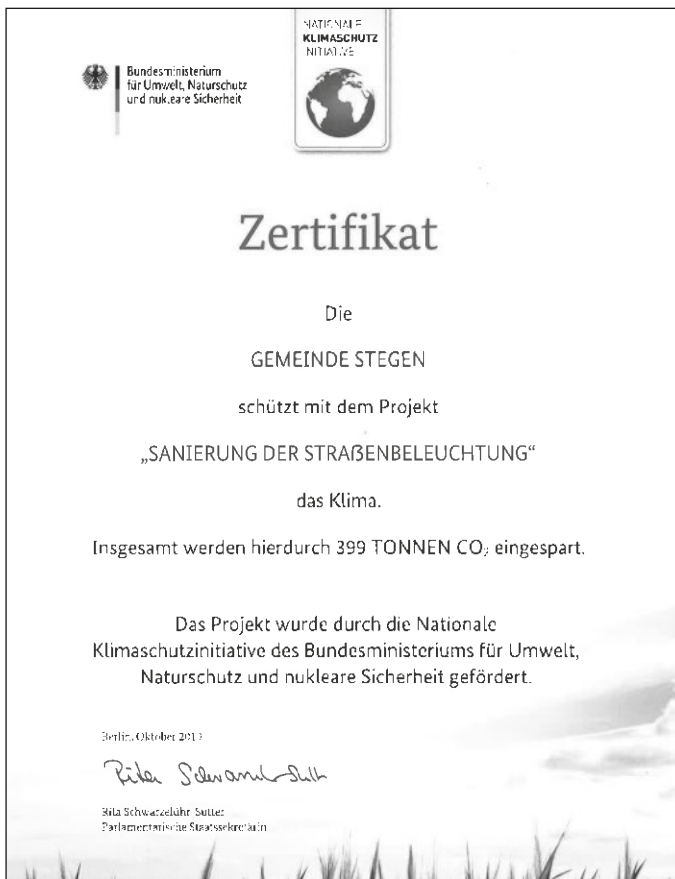 Bundesministerium
für Umwelt, Naturschutz
und nukleare Sicherheit
NATIONALE
KLIMASCHUTZ
INITIATIVE
Zertifikat
Die
GEMEINDE STEGEN
schützt mit dem Projekt
„SANIERUNG DER STRAßENBELEUCHTUNG“
das Klima.
Insgesamt werden hierdurch 399 TONNEN CO₂ eingespart.
Das Projekt wurde durch die Nationale
Klimaschutzinitiative des Bundesministeriums für Umwelt,
Naturschutz und nukleare Sicherheit gefördert.
Berlin, Oktober
Rita Schwarzelühr-Sutter
Parlamentarische Staatssekretärin